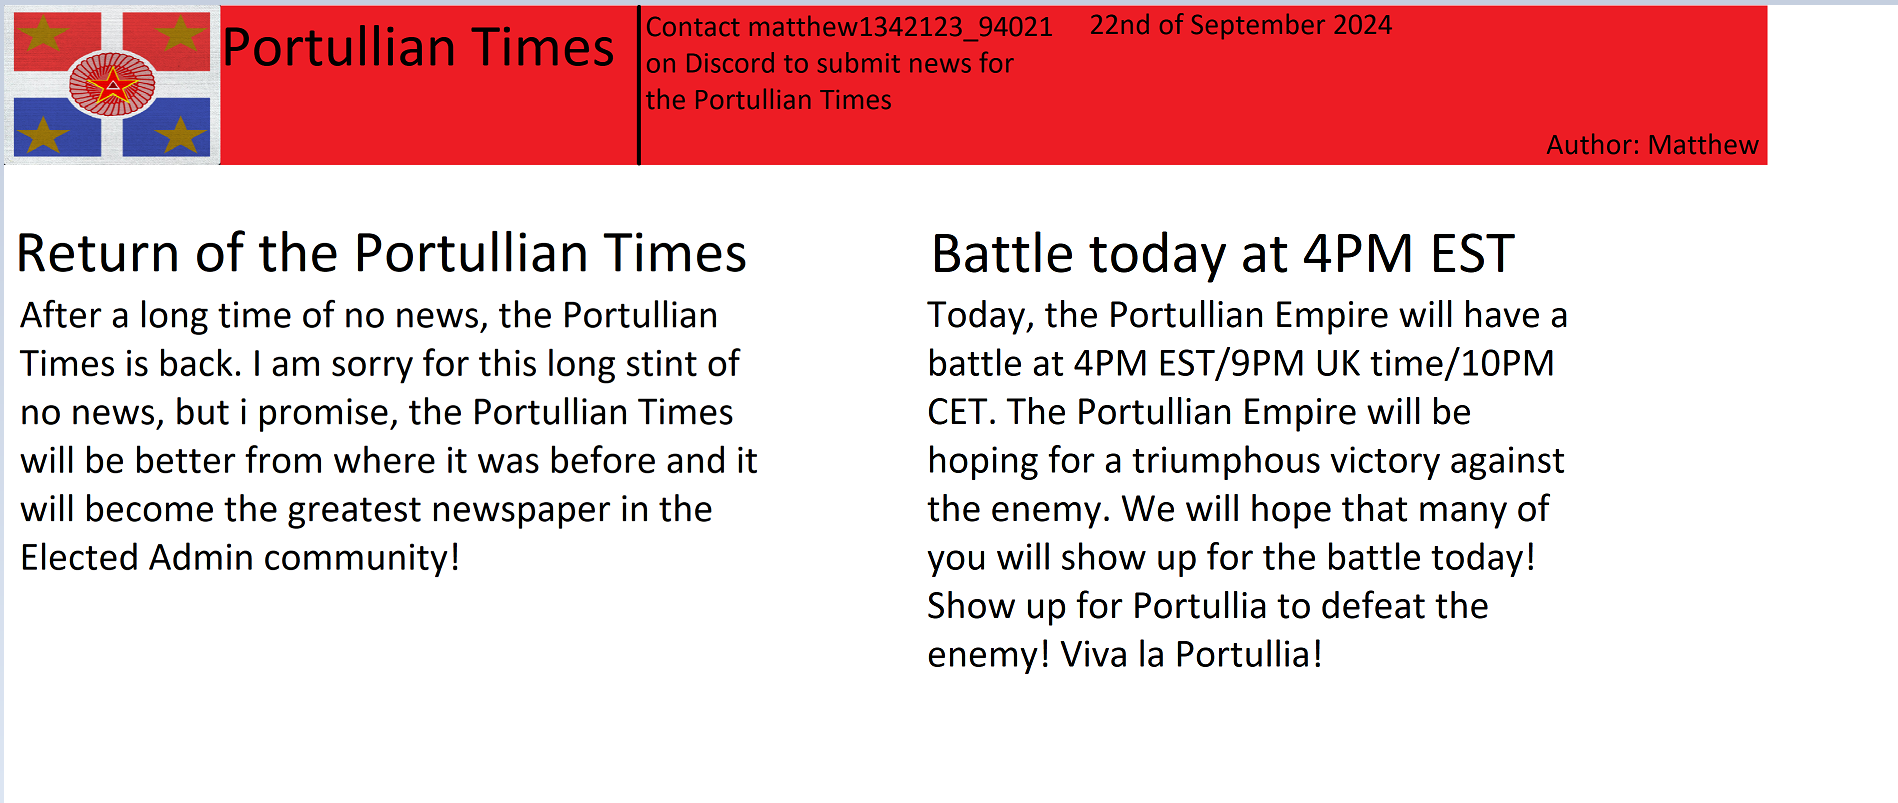 Portullian Times
Contact matthew1342123_94021
on Discord to submit news for
the Portullian Times
22nd of September 2024
Author: Matthew
Return of the Portullian Times
After a long time of no news, the Portullian
Times is back. I am sorry for this long stint of
no news, but i promise, the Portullian Times
will be better from where it was before and it
will become the greatest newspaper in the
Elected Admin community!
Battle today at 4PM EST
Today, the Portullian Empire will have a
battle at 4PM EST/9PM UK time/10PM
CET. The Portullian Empire will be
hoping for a triumphous victory against
the enemy. We will hope that many of
you will show up for the battle today!
Show up for Portullia to defeat the
enemy! Viva la Portullia!